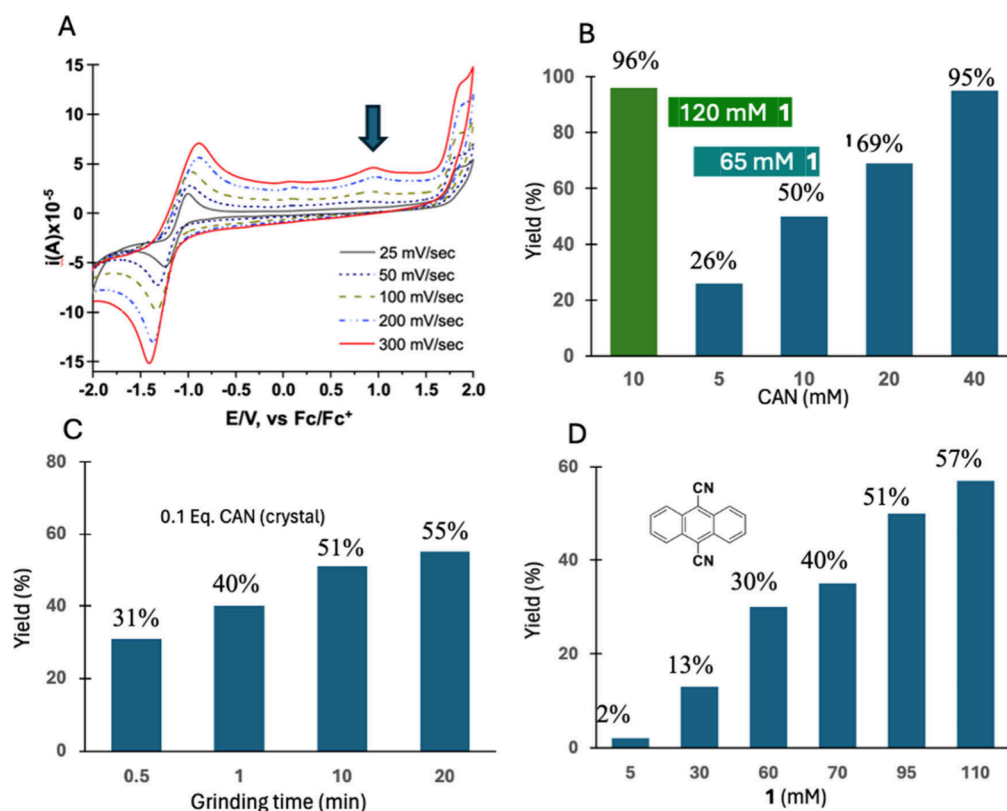 A
15
10
5
0
-5
-10
-15
i(A)x10⁻⁵
25 mV/sec
50 mV/sec
100 mV/sec
200 mV/sec
300 mV/sec
-2.0 -1.5 -1.0 -0.5 0.0 0.5 1.0 1.5 2.0
E/V, vs Fc/Fc⁺
B
100
80
60
40
20
0
Yield (%)
96%
120 mM 1
65 mM 1
26%
50%
69%
95%
10 5 10 20 40
CAN (mM)
C
80
60
40
20
0
Yield (%)
0.1 Eq. CAN (crystal)
31%
40%
51%
55%
0.5 1 10 20
Grinding time (min)
D
60
40
20
0
Yield (%)
CN
CN
2%
13%
30%
40%
51%
57%
5 30 60 70 95 110
1 (mM)